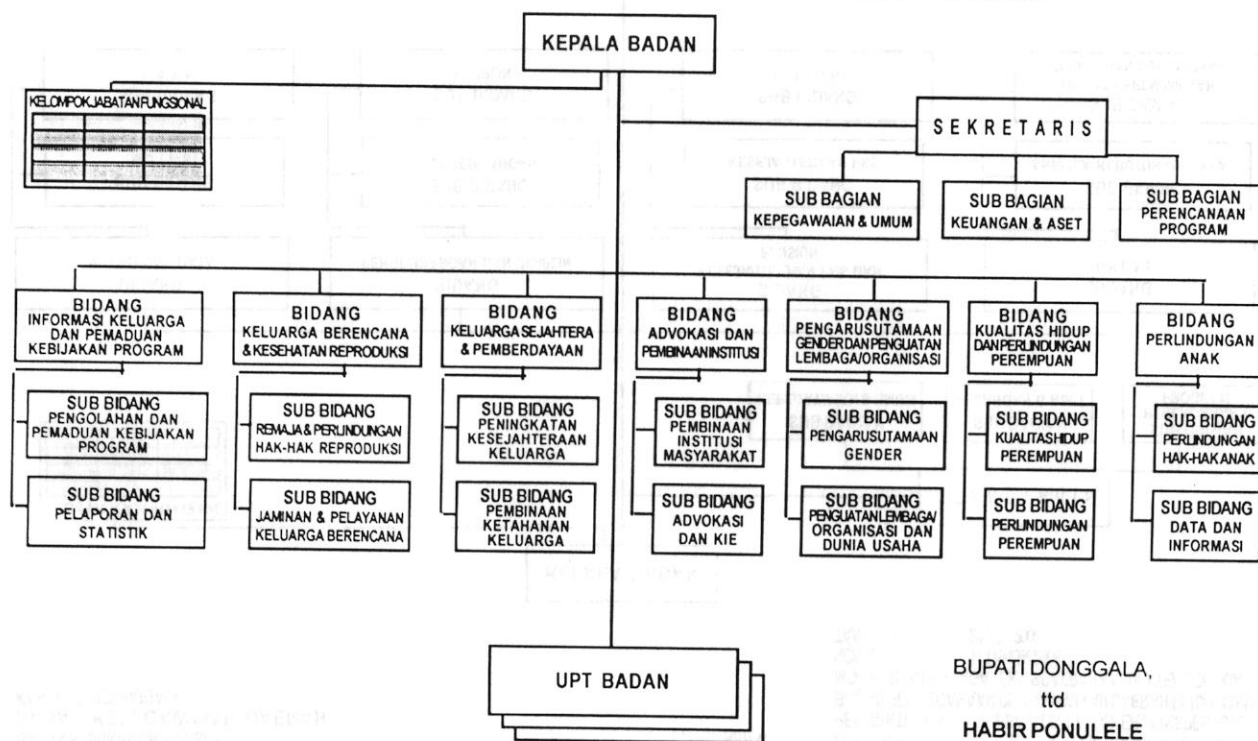 KEPALA BADAN
KELOMPOK JABATAN FUNGSIONAL
SEKRETARIS
SUB BAGIAN
KEPEGAWAIAN & UMUM
SUB BAGIAN
KEUANGAN & ASET
SUB BAGIAN
PERENCANAAN
PROGRAM
BIDANG
INFORMASI KELUARGA
DAN PEMADUAN
KEBIJAKAN PROGRAM
BIDANG
KELUARGA BERENCANA
& KESEHATAN REPRODUKSI
BIDANG
KELUARGA SEJAHTERA
& PEMBERDAYAAN
BIDANG
ADVOKASI DAN
PEMBINAAN INSTITUSI
BIDANG
PENGARUSUTAMAAN
GENDER DAN PENGUATAN
LEMBAGA/ORGANISASI
BIDANG
KUALITAS HIDUP
DAN PERLINDUNGAN
PEREMPUAN
BIDANG
PERLINDUNGAN
ANAK
SUB BIDANG
PENGOLAHAN DAN
PEMADUAN KEBIJAKAN
PROGRAM
SUB BIDANG
REMAJA & PERLINDUNGAN
HAK-HAK REPRODUKSI
SUB BIDANG
PENINGKATAN
KESEJAHTERAAN
KELUARGA
SUB BIDANG
PEMBINAAN
INSTITUSI
MASYARAKAT
SUB BIDANG
PENGARUSUTAMAAN
GENDER
SUB BIDANG
KUALITAS HIDUP
PEREMPUAN
SUB BIDANG
PERLINDUNGAN
HAK-HAK ANAK
SUB BIDANG
PELAPORAN DAN
STATISTIK
SUB BIDANG
JAMINAN & PELAYANAN
KELUARGA BERENCANA
SUB BIDANG
PEMBINAAN
KETAHANAN
KELUARGA
SUB BIDANG
ADVOKASI
DAN KIE
SUB BIDANG
PENGUATAN LEMBAGA/
ORGANISASI DAN
DUNIA USAHA
SUB BIDANG
PERLINDUNGAN
PEREMPUAN
SUB BIDANG
DATA DAN
INFORMASI
UPT BADAN
BUPATI DONGGALA,
ttd
HABIR PONULELE